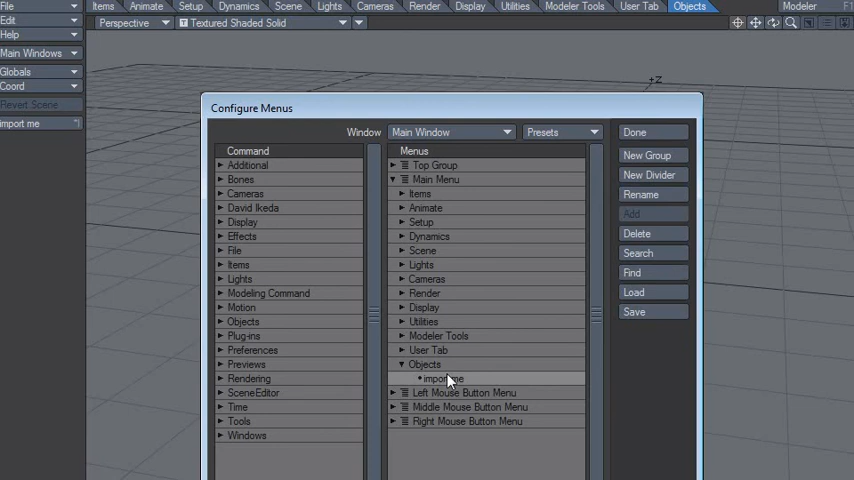 File Items Animate Setup Dynamics Scene Lights Cameras Render Display Utilities Modeler Tools User Tab Objects Modeler F1
Edit Perspective T Textured Shaded Solid
Help
Main Windows
Globals
Coord
Revert Scene
import me
+Z
Configure Menus
Window Main Window Presets Done
Command Menus New Group
Additional Top Group
Bones Main Menu New Divider
Cameras Items Rename
David Ikeda Animate Add
Display Setup
Effects Dynamics Delete
File Scene Search
Items Lights
Lights Cameras Find
Modeling Command Render Load
Motion Display Save
Objects Utilities
Plug-ins Modeler Tools
Preferences User Tab
Previews Objects
Rendering import me
SceneEditor Left Mouse Button Menu
Time Middle Mouse Button Menu
Tools Right Mouse Button Menu
Windows